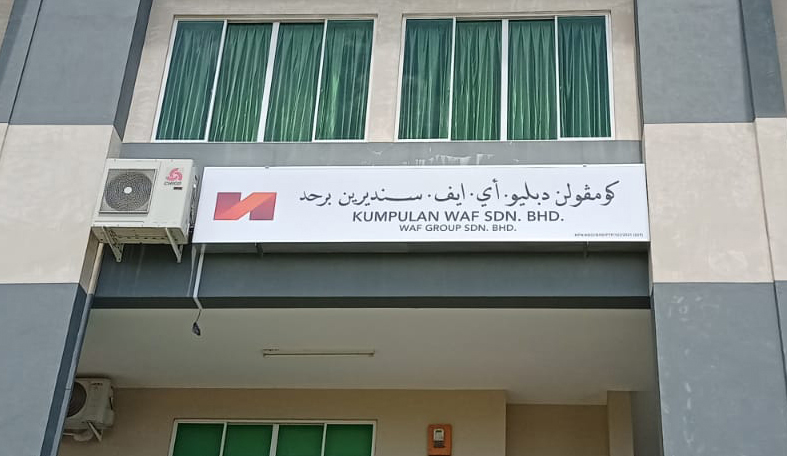 كومڤولن دبليو. أي. ايف. سنديرين برحد
KUMPULAN WAF SDN. BHD.
WAF GROUP SDN. BHD.